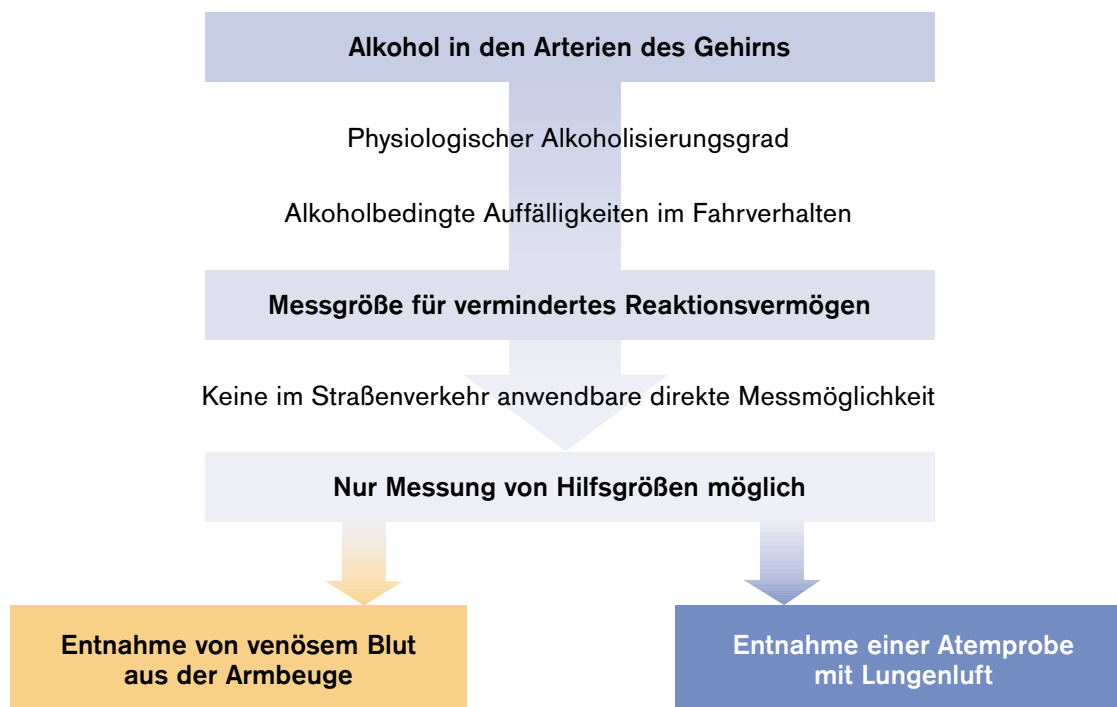 Alkohol in den Arterien des Gehirns
Physiologischer Alkoholisierungsgrad
Alkoholbedingte Auffälligkeiten im Fahrverhalten
Messgröße für vermindertes Reaktionsvermögen
Keine im Straßenverkehr anwendbare direkte Messmöglichkeit
Nur Messung von Hilfsgrößen möglich
Entnahme von venösem Blut
aus der Armbeuge
Entnahme einer Atemprobe
mit Lungenluft